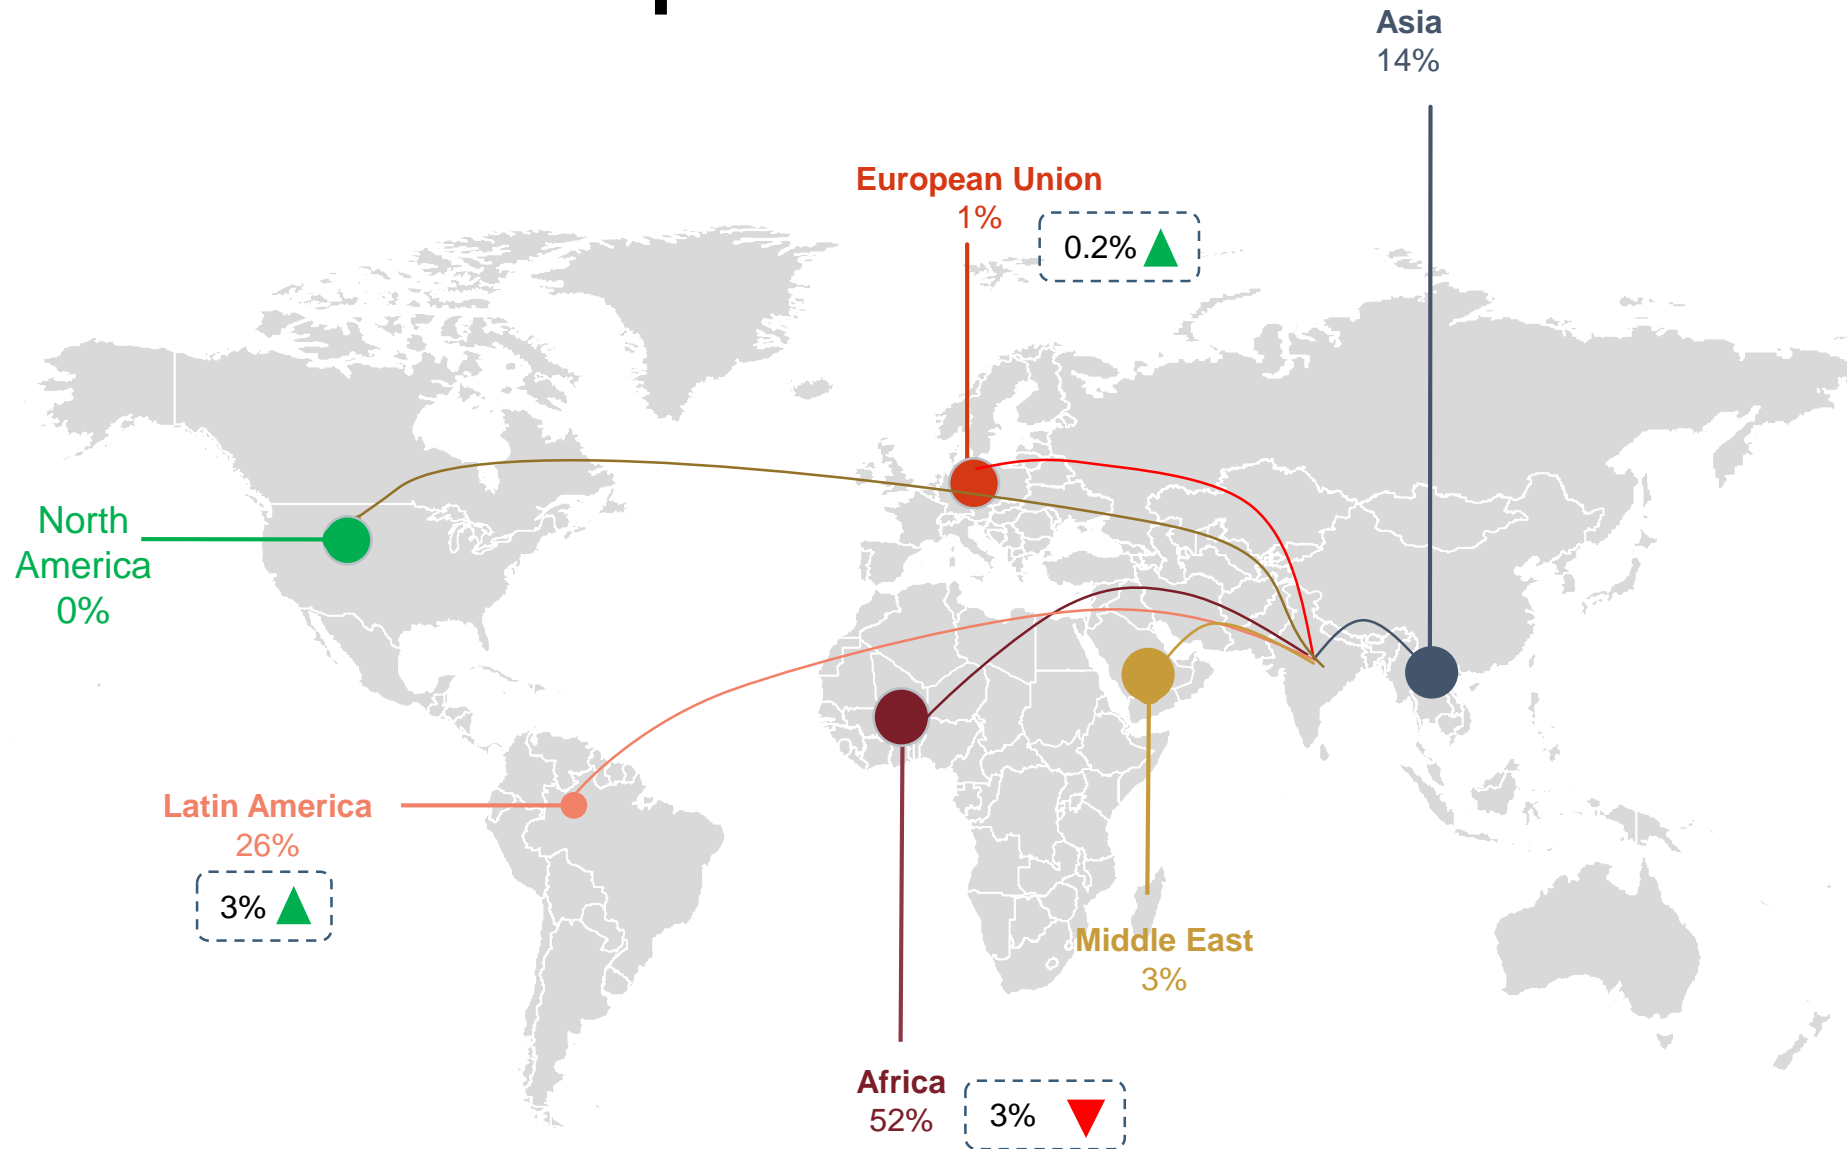 Asia
14%
European Union
1%
0.2%
North
America
0%
Latin America
26%
3%
Middle East
3%
Africa
52%
3%